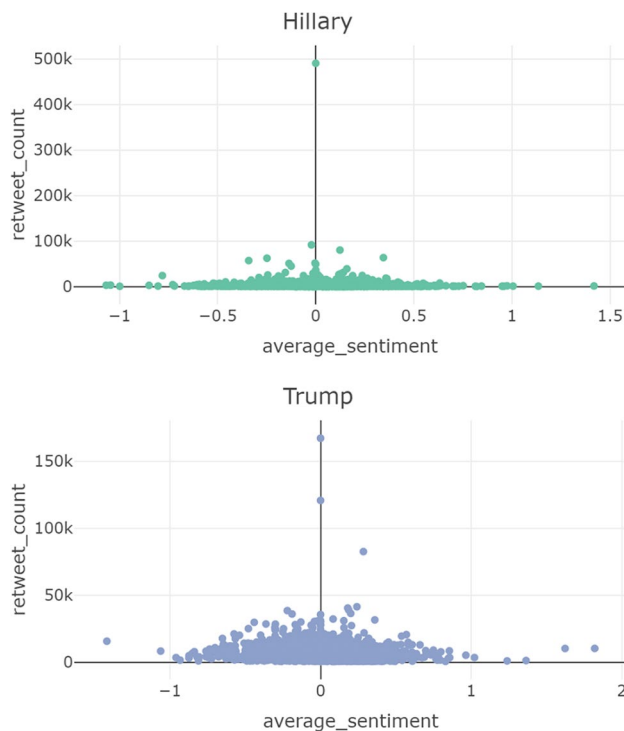 Hillary
500k
400k
300k
200k
100k
0
retweet_count
−1
−0.5
0
0.5
1
1.5
average_sentiment
Trump
150k
100k
50k
0
retweet_count
−1
0
1
2
average_sentiment